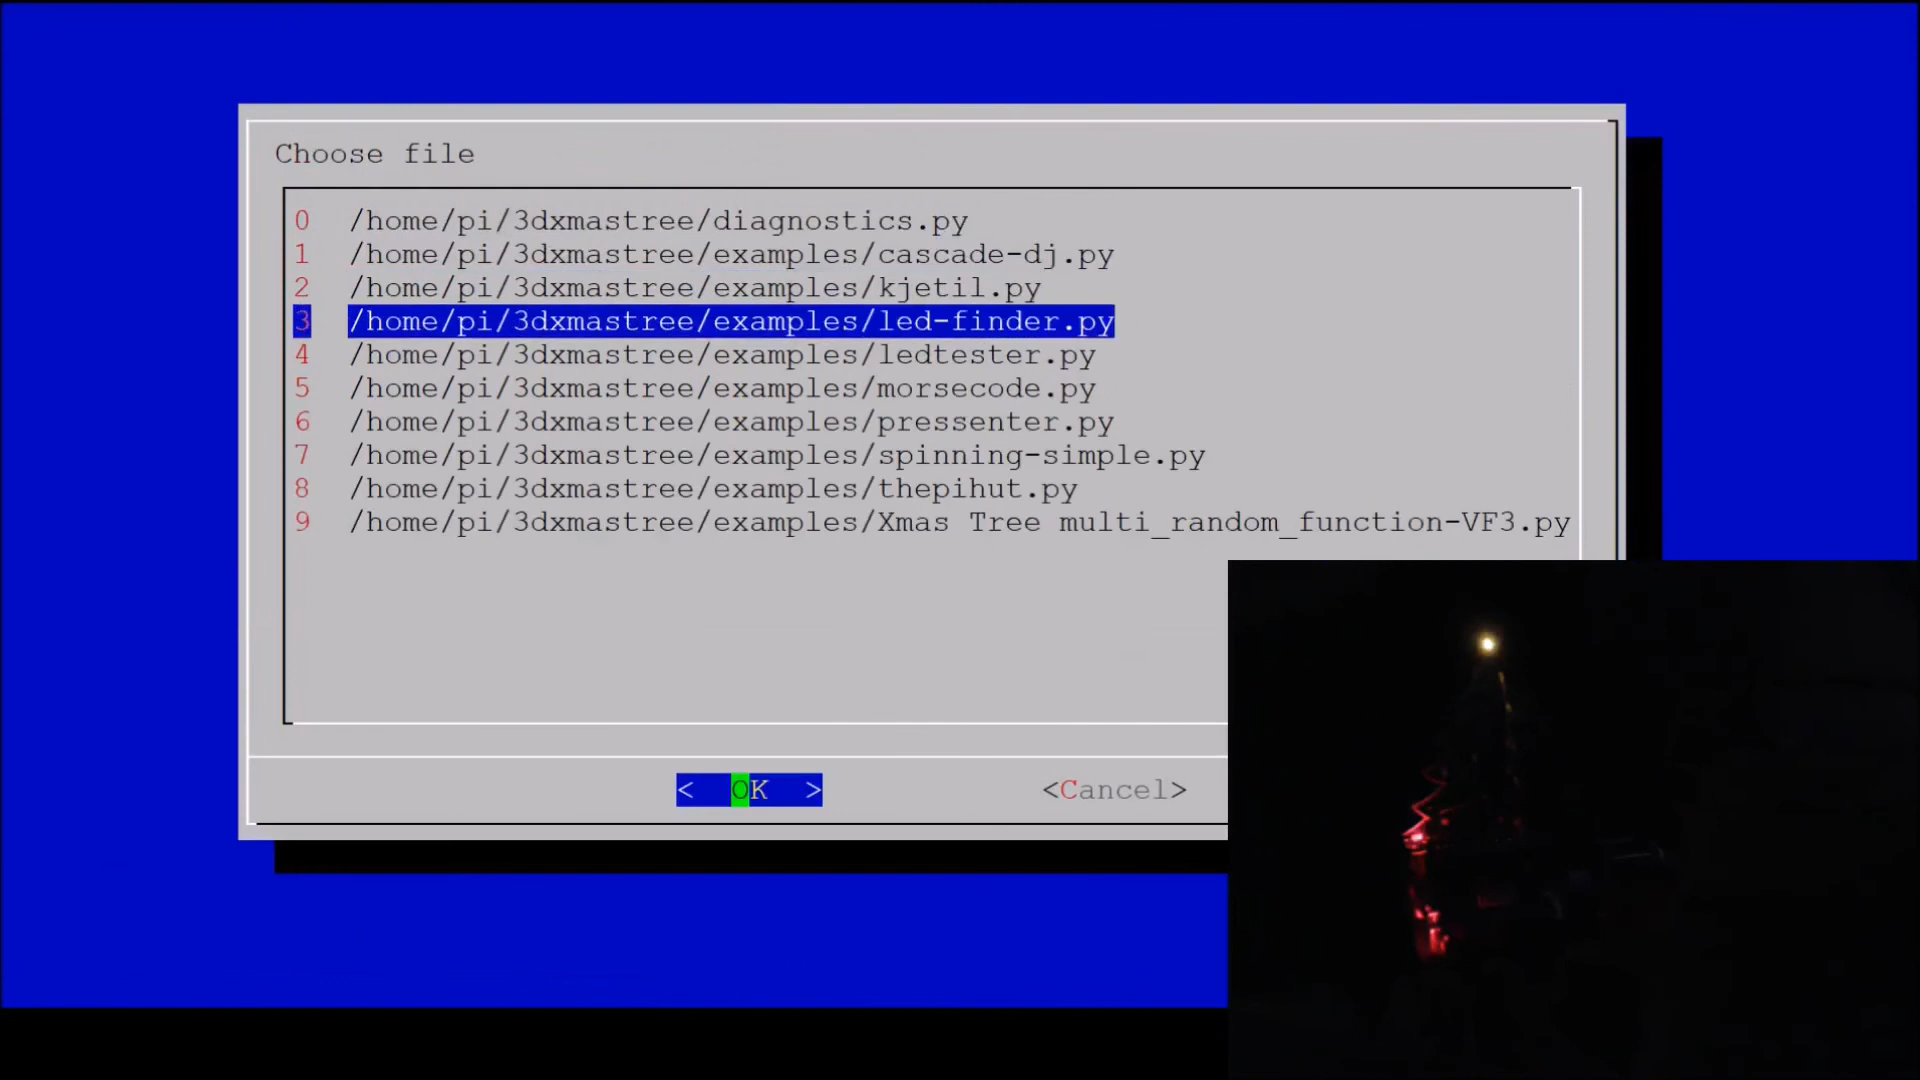 Choose file
0 /home/pi/3dxmastree/diagnostics.py
1 /home/pi/3dxmastree/examples/cascade-dj.py
2 /home/pi/3dxmastree/examples/kjetil.py
3 /home/pi/3dxmastree/examples/led-finder.py
4 /home/pi/3dxmastree/examples/ledtester.py
5 /home/pi/3dxmastree/examples/morsecode.py
6 /home/pi/3dxmastree/examples/pressenter.py
7 /home/pi/3dxmastree/examples/spinning-simple.py
8 /home/pi/3dxmastree/examples/thepihut.py
9 /home/pi/3dxmastree/examples/Xmas Tree multi_random_function-VF3.py
< OK > <Cancel>